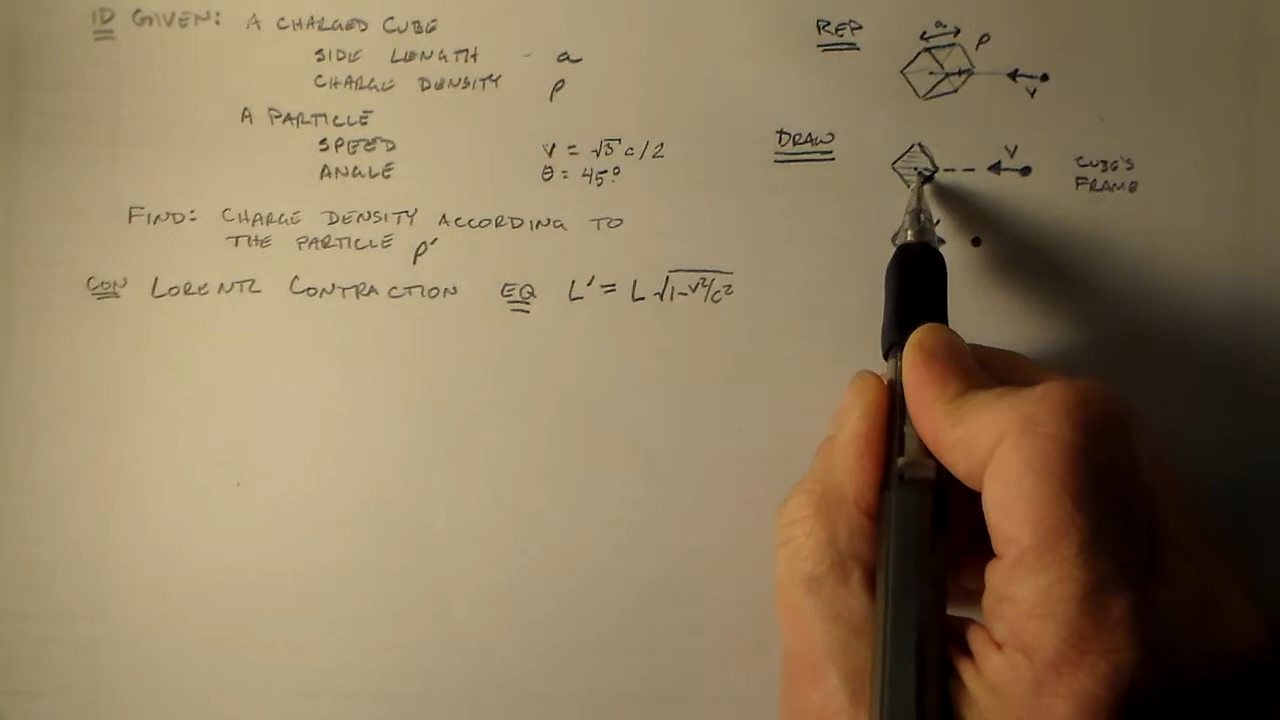 ID GIVEN: A CHARGED CUBE
SIDE LENGTH - a
CHARGE DENSITY ρ
A PARTICLE
SPEED v = √3 c/2
ANGLE θ = 45°
FIND: CHARGE DENSITY ACCORDING TO
THE PARTICLE ρ'
CON LORENTZ CONTRACTION EQ L' = L √1-v²/c²
REP
a
ρ
v
DRAW
v
CUBE'S
FRAME